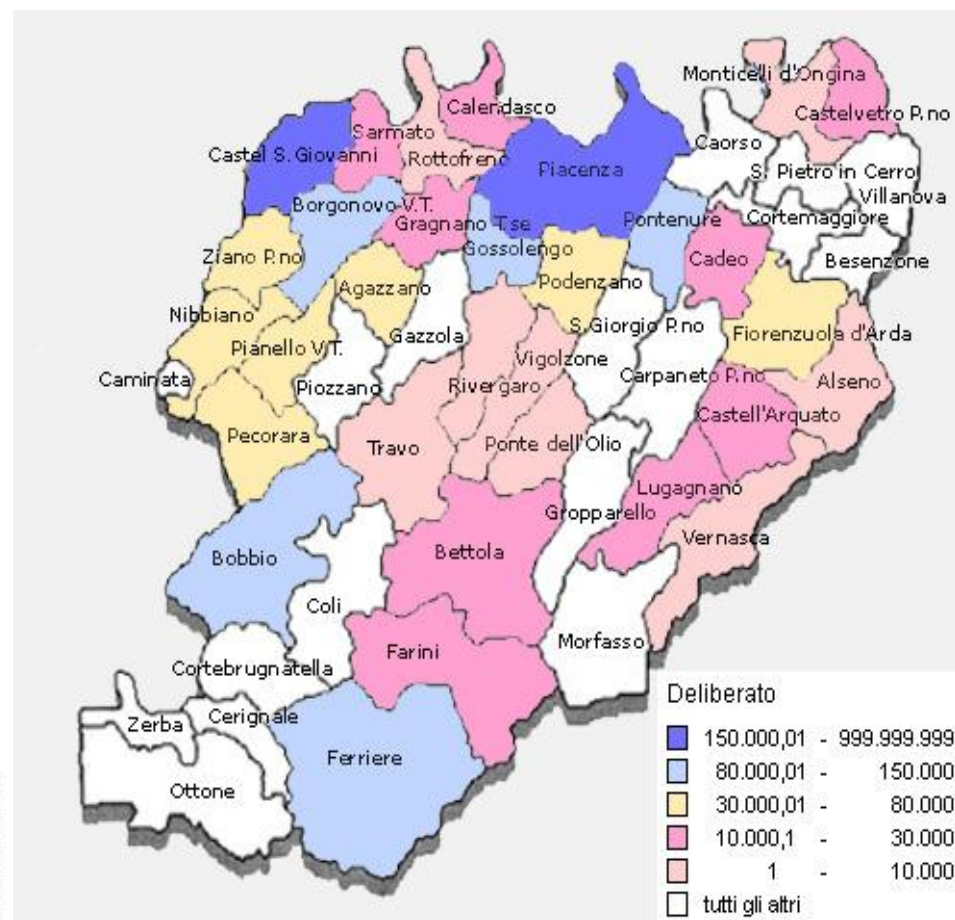 Monticelli d'Ongina
Calendasco
Castelvetro P.no
Sarmato
Caorso
Castel S. Giovanni
Rottofreno
Piacenza
S. Pietro in Cerro
Villanova
Borgonovo V.T.
Gragnano T.se
Pontenure
Cortemaggiore
Gossolengo
Ziano P.no
Cadeo
Besenzone
Agazzano
Podenzano
Nibbiano
S.Giorgio P.no
Fiorenzuola d'Arda
Gazzola
Pianello V.T.
Vigolzone
Caminata
Piozzano
Rivergaro
Carpaneto P.no
Alseno
Castell'Arquato
Pecorara
Travo
Ponte dell'Olio
Lugagnano
Gropparello
Vernasca
Bobbio
Bettola
Coli
Morfasso
Farini
Cortebrugnatella
Cerignale
Zerba
Ferriere
Ottone
Deliberato
150.000,01 - 999.999.999
80.000,01 - 150.000
30.000,01 - 80.000
10.000,1 - 30.000
1 - 10.000
tutti gli altri